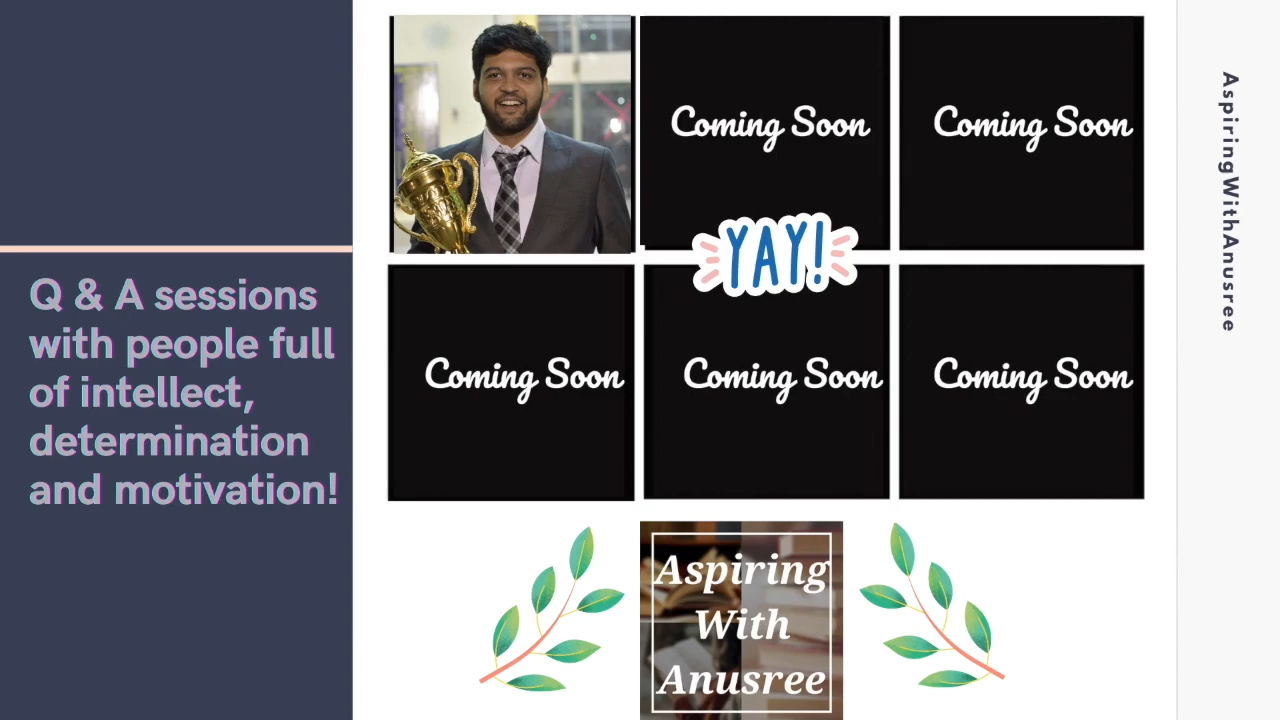 Q & A sessions
with people full
of intellect,
determination
and motivation!
Coming Soon
Coming Soon
YAY!
Coming Soon
Coming Soon
Coming Soon
Aspiring
With
Anusree
AspiringWithAnusree